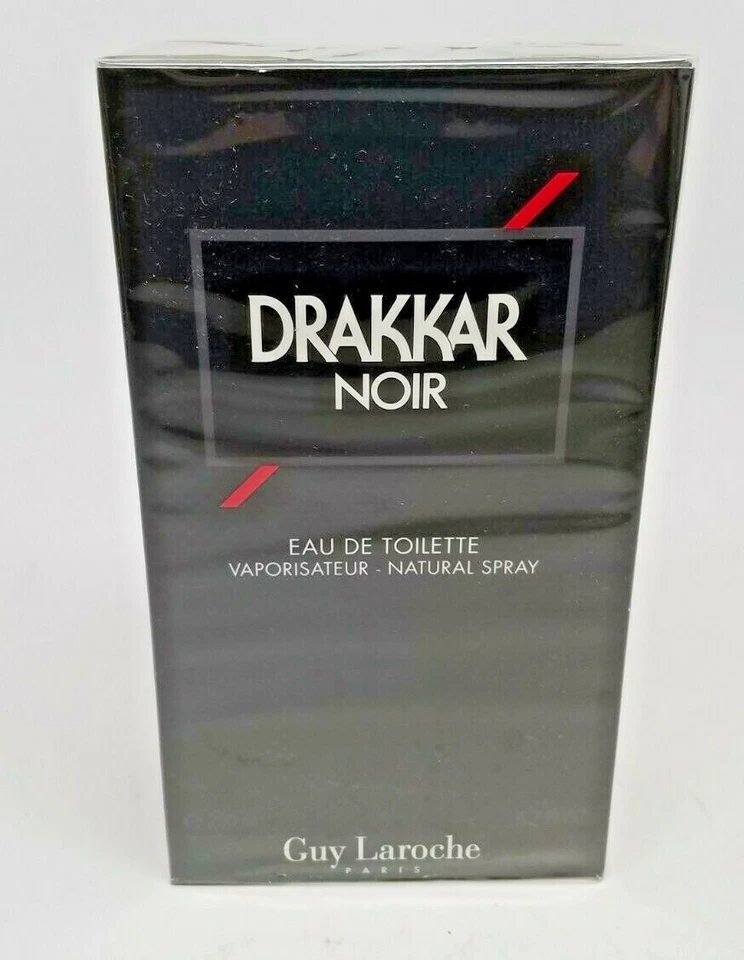 DRAKKAR
NOIR
EAU DE TOILETTE
VAPORISATEUR - NATURAL SPRAY
Guy Laroche
PARIS